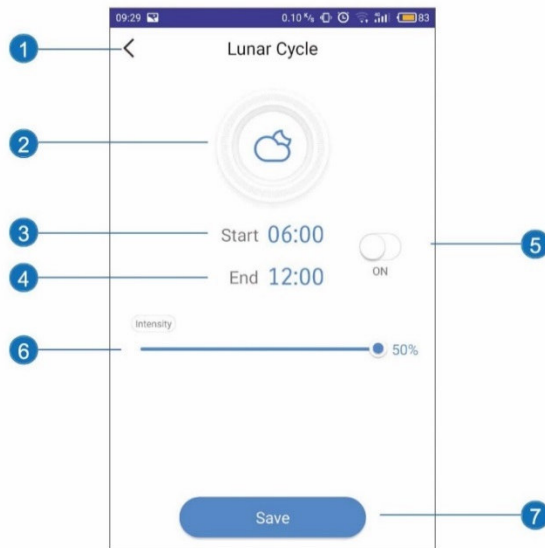 09:29 0.10 K/s 83
1 Lunar Cycle
2
3 Start 06:00
5
4 End 12:00
ON
Intensity
6 50%
7 Save